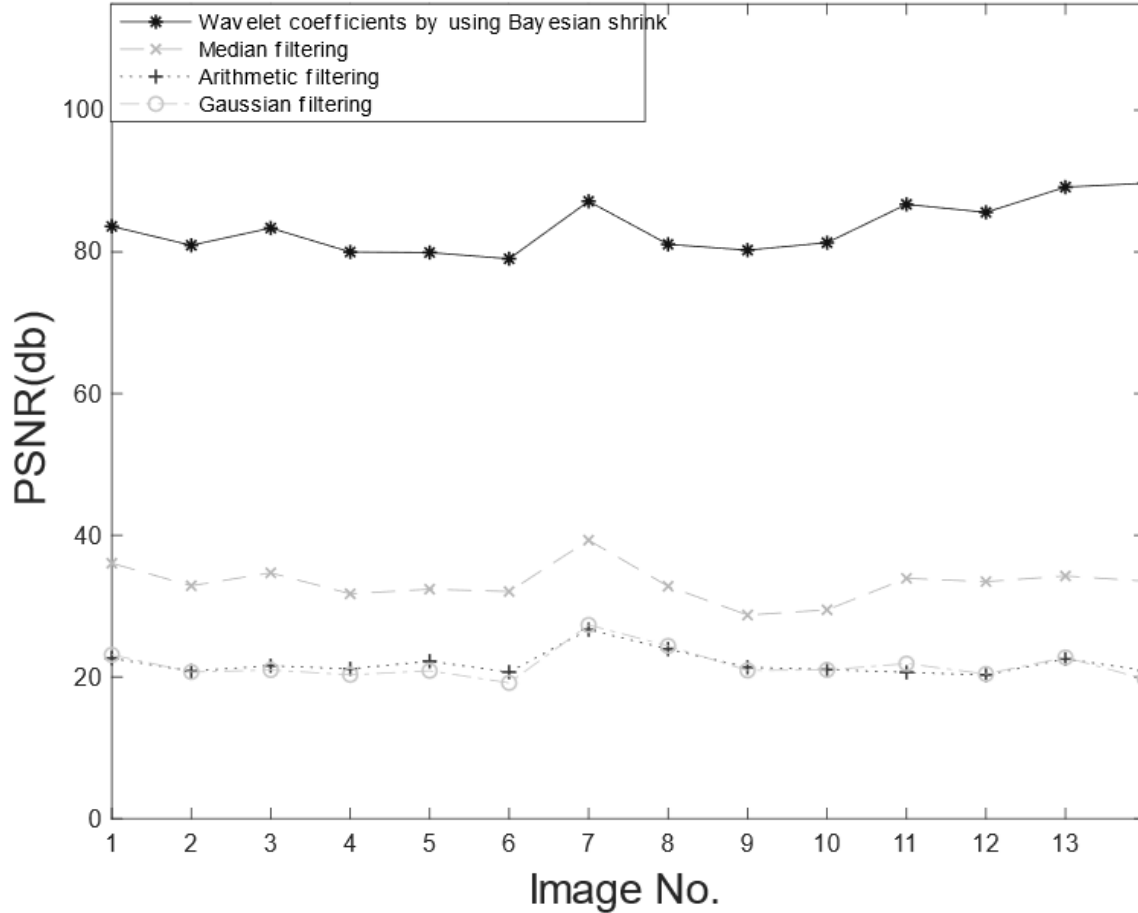 Wavelet coefficients by using Bayesian shrink
Median filtering
Arithmetic filtering
Gaussian filtering
100
80
60
40
20
0
PSNR(db)
1 2 3 4 5 6 7 8 9 10 11 12 13
Image No.